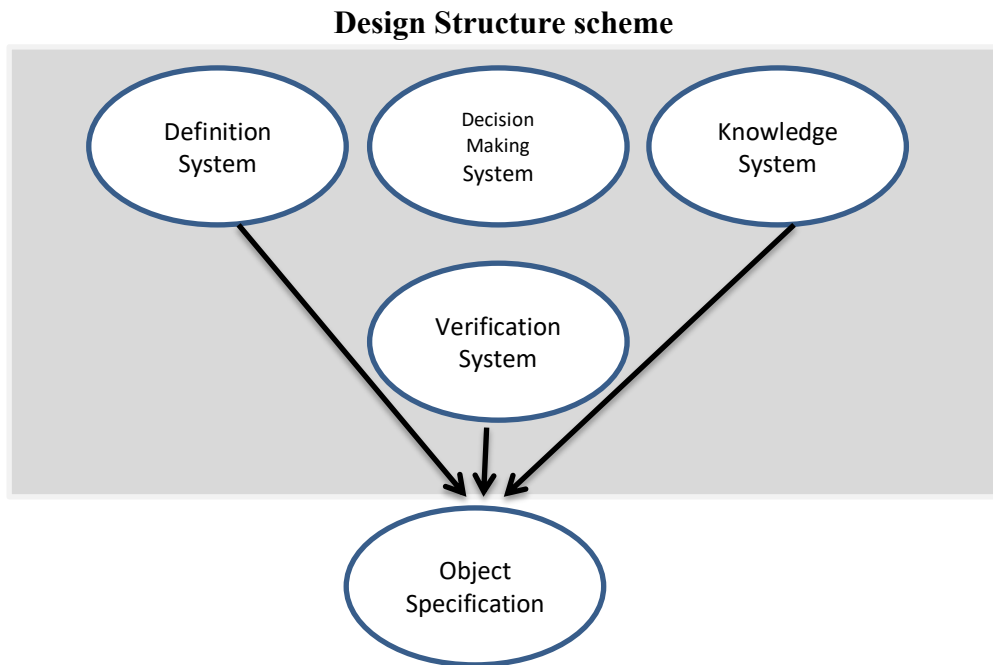 Design Structure scheme
Definition
System
Decision
Making
System
Knowledge
System
Verification
System
Object
Specification